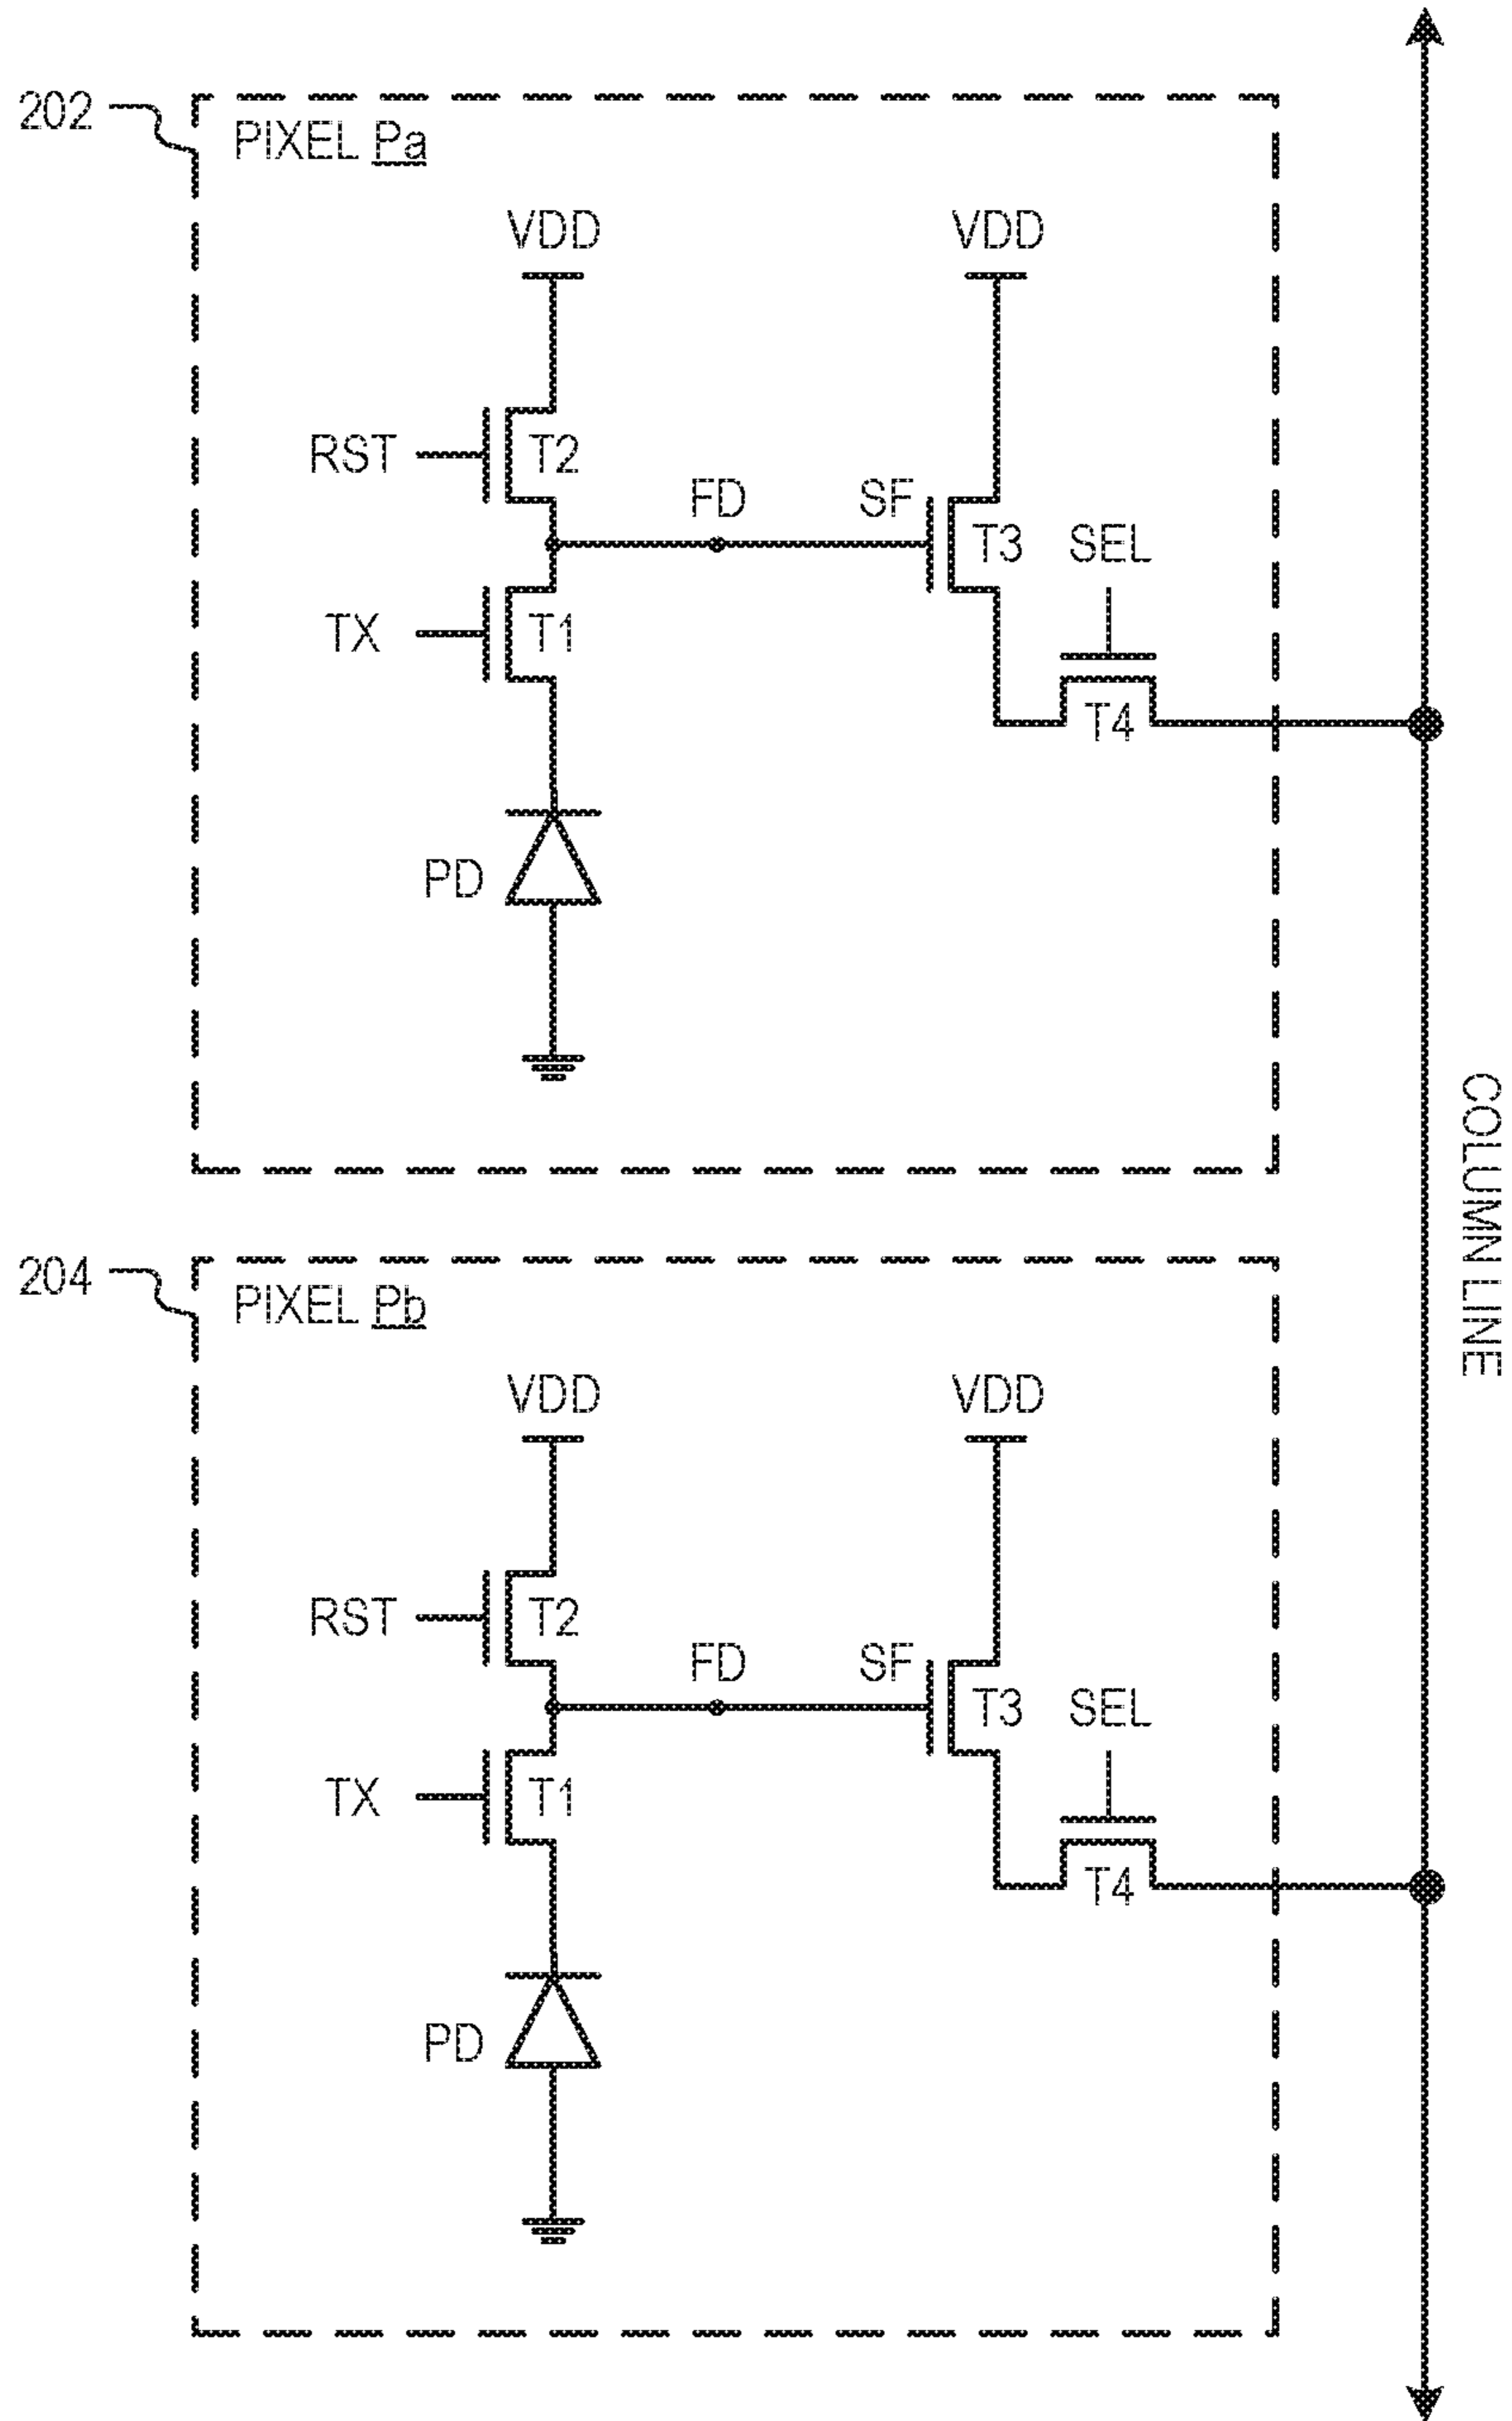 202
PIXEL Pa
VDD
VDD
RST
T2
FD
SF
T3
SEL
TX
T1
T4
PD
COLUMN LINE
204
PIXEL Pb
VDD
VDD
RST
T2
FD
SF
T3
SEL
TX
T1
T4
PD